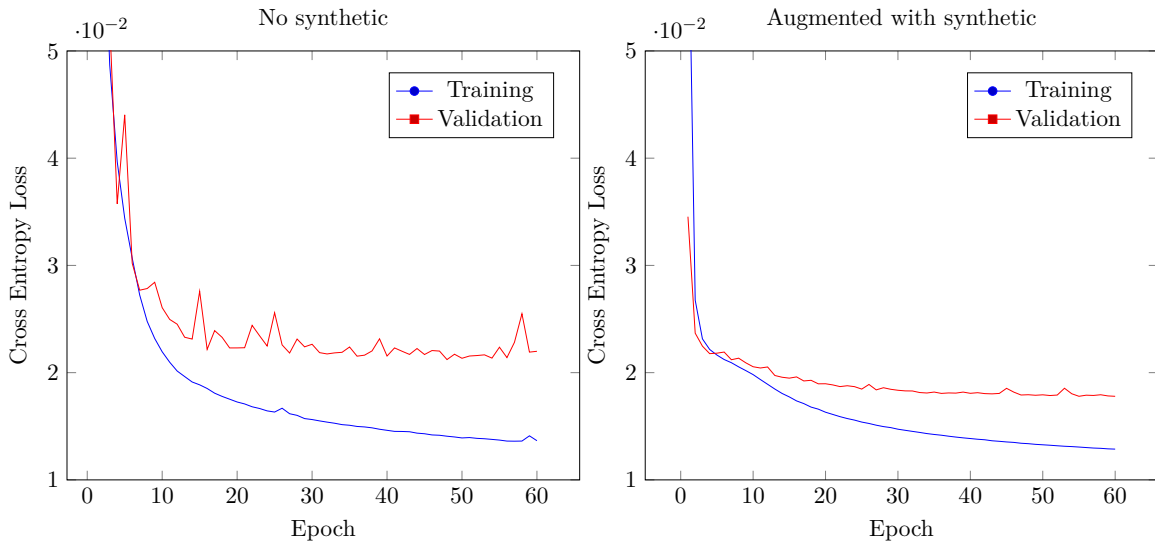 No synthetic
·10⁻²
5
4
3
2
1
0 10 20 30 40 50 60
Epoch
Cross Entropy Loss
Training
Validation
Augmented with synthetic
·10⁻²
5
4
3
2
1
0 10 20 30 40 50 60
Epoch
Cross Entropy Loss
Training
Validation